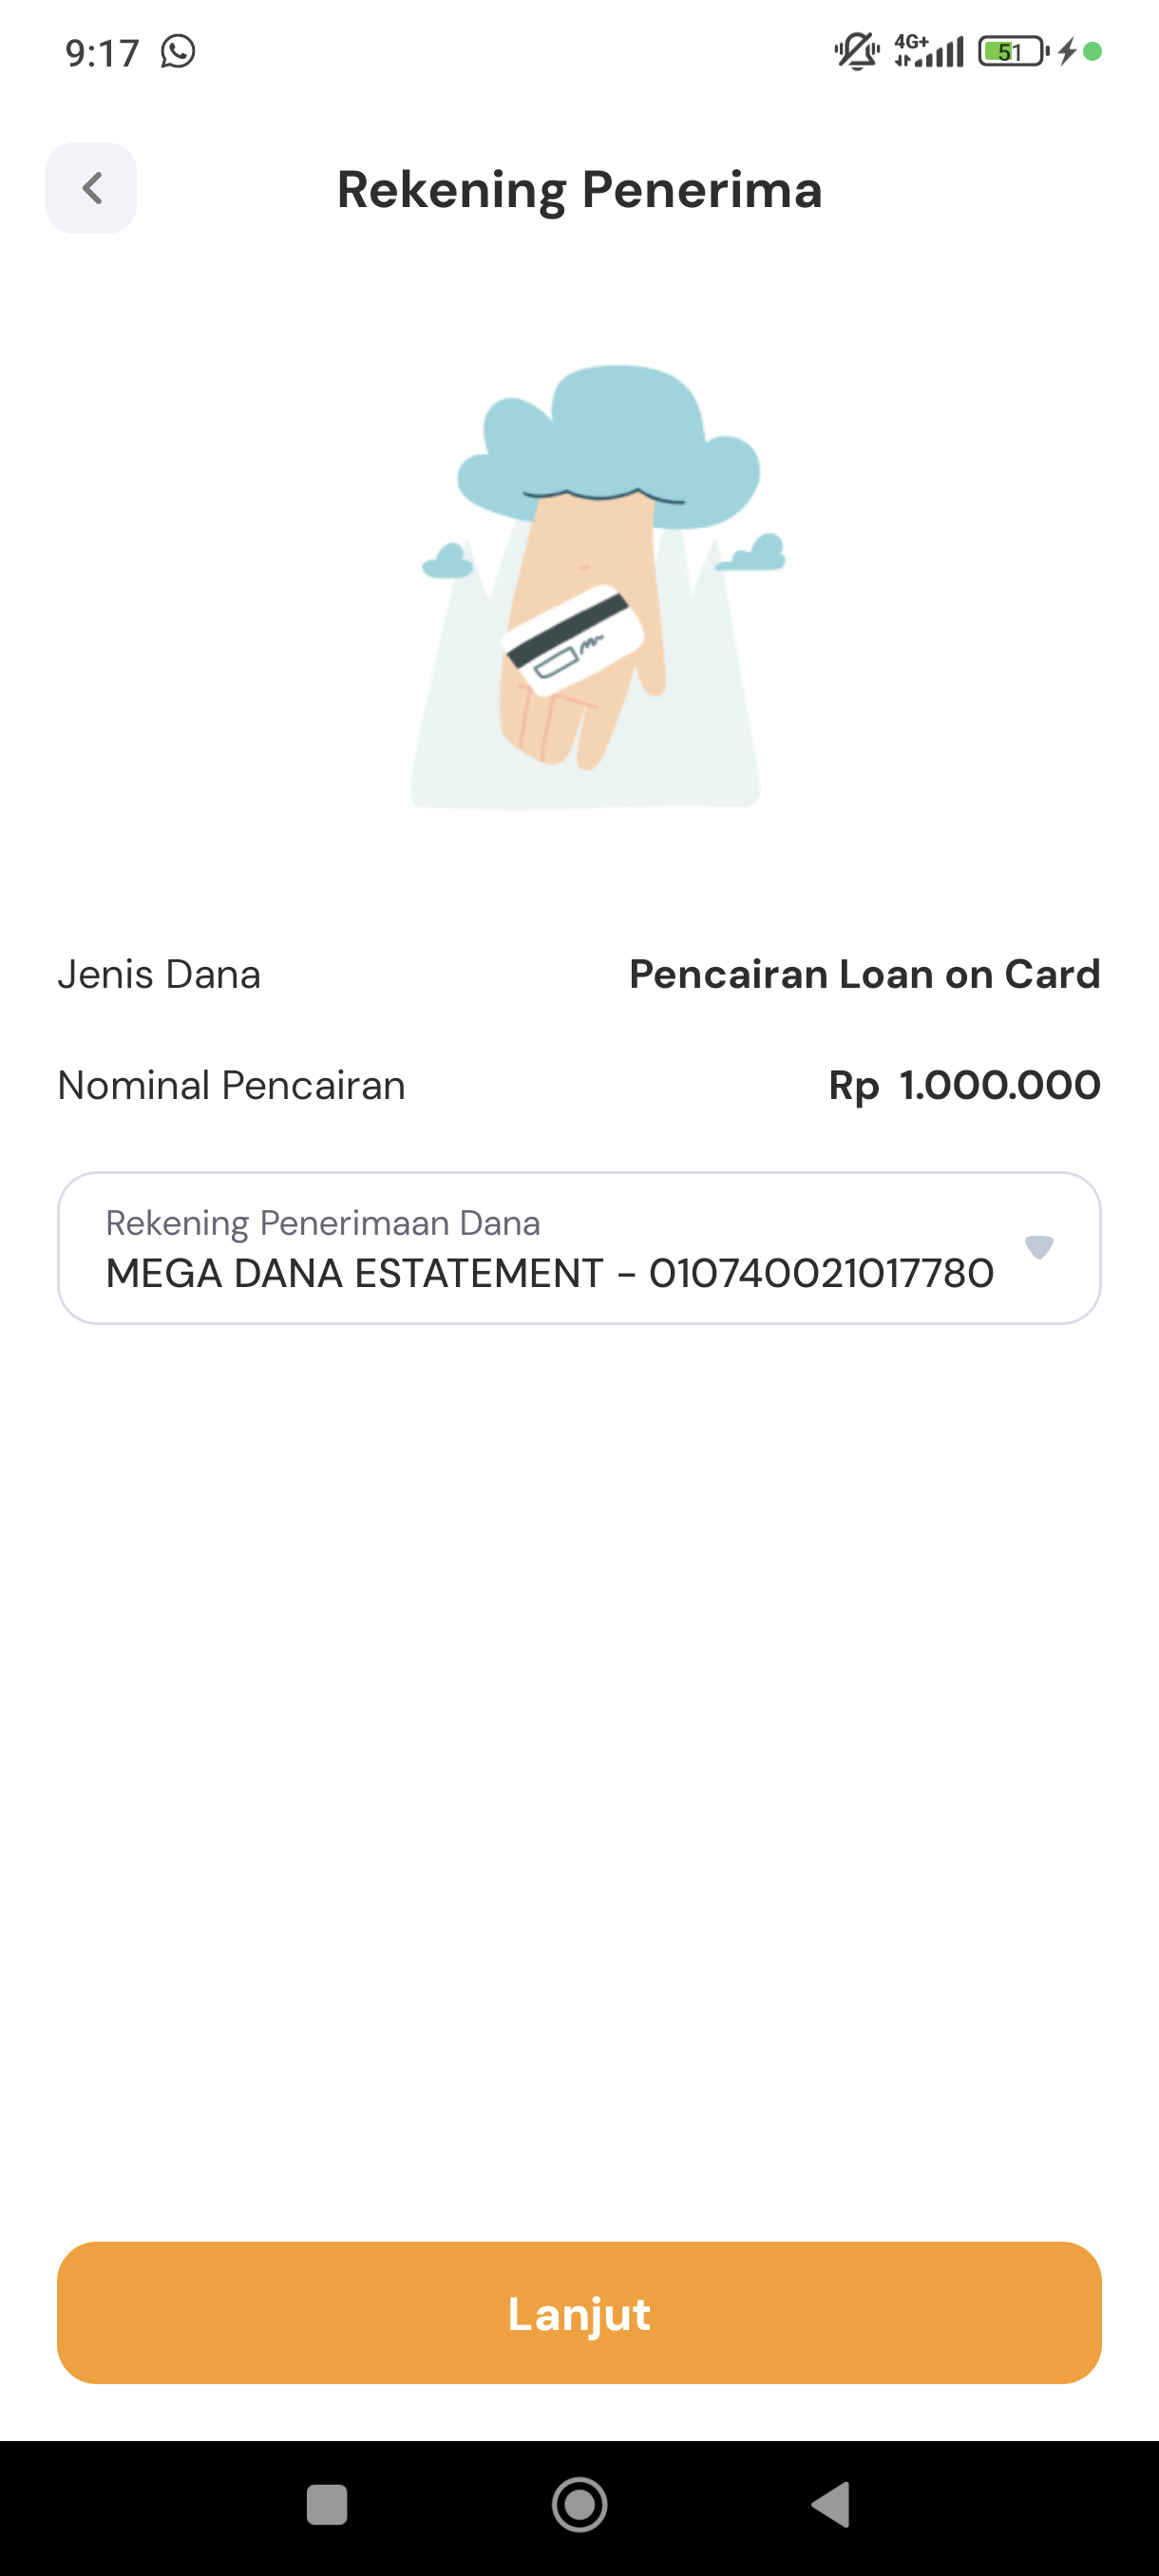 9:17
4G+
51
Rekening Penerima
Jenis Dana
Pencairan Loan on Card
Nominal Pencairan
Rp 1.000.000
Rekening Penerimaan Dana
MEGA DANA ESTATEMENT - 010740021017780
Lanjut